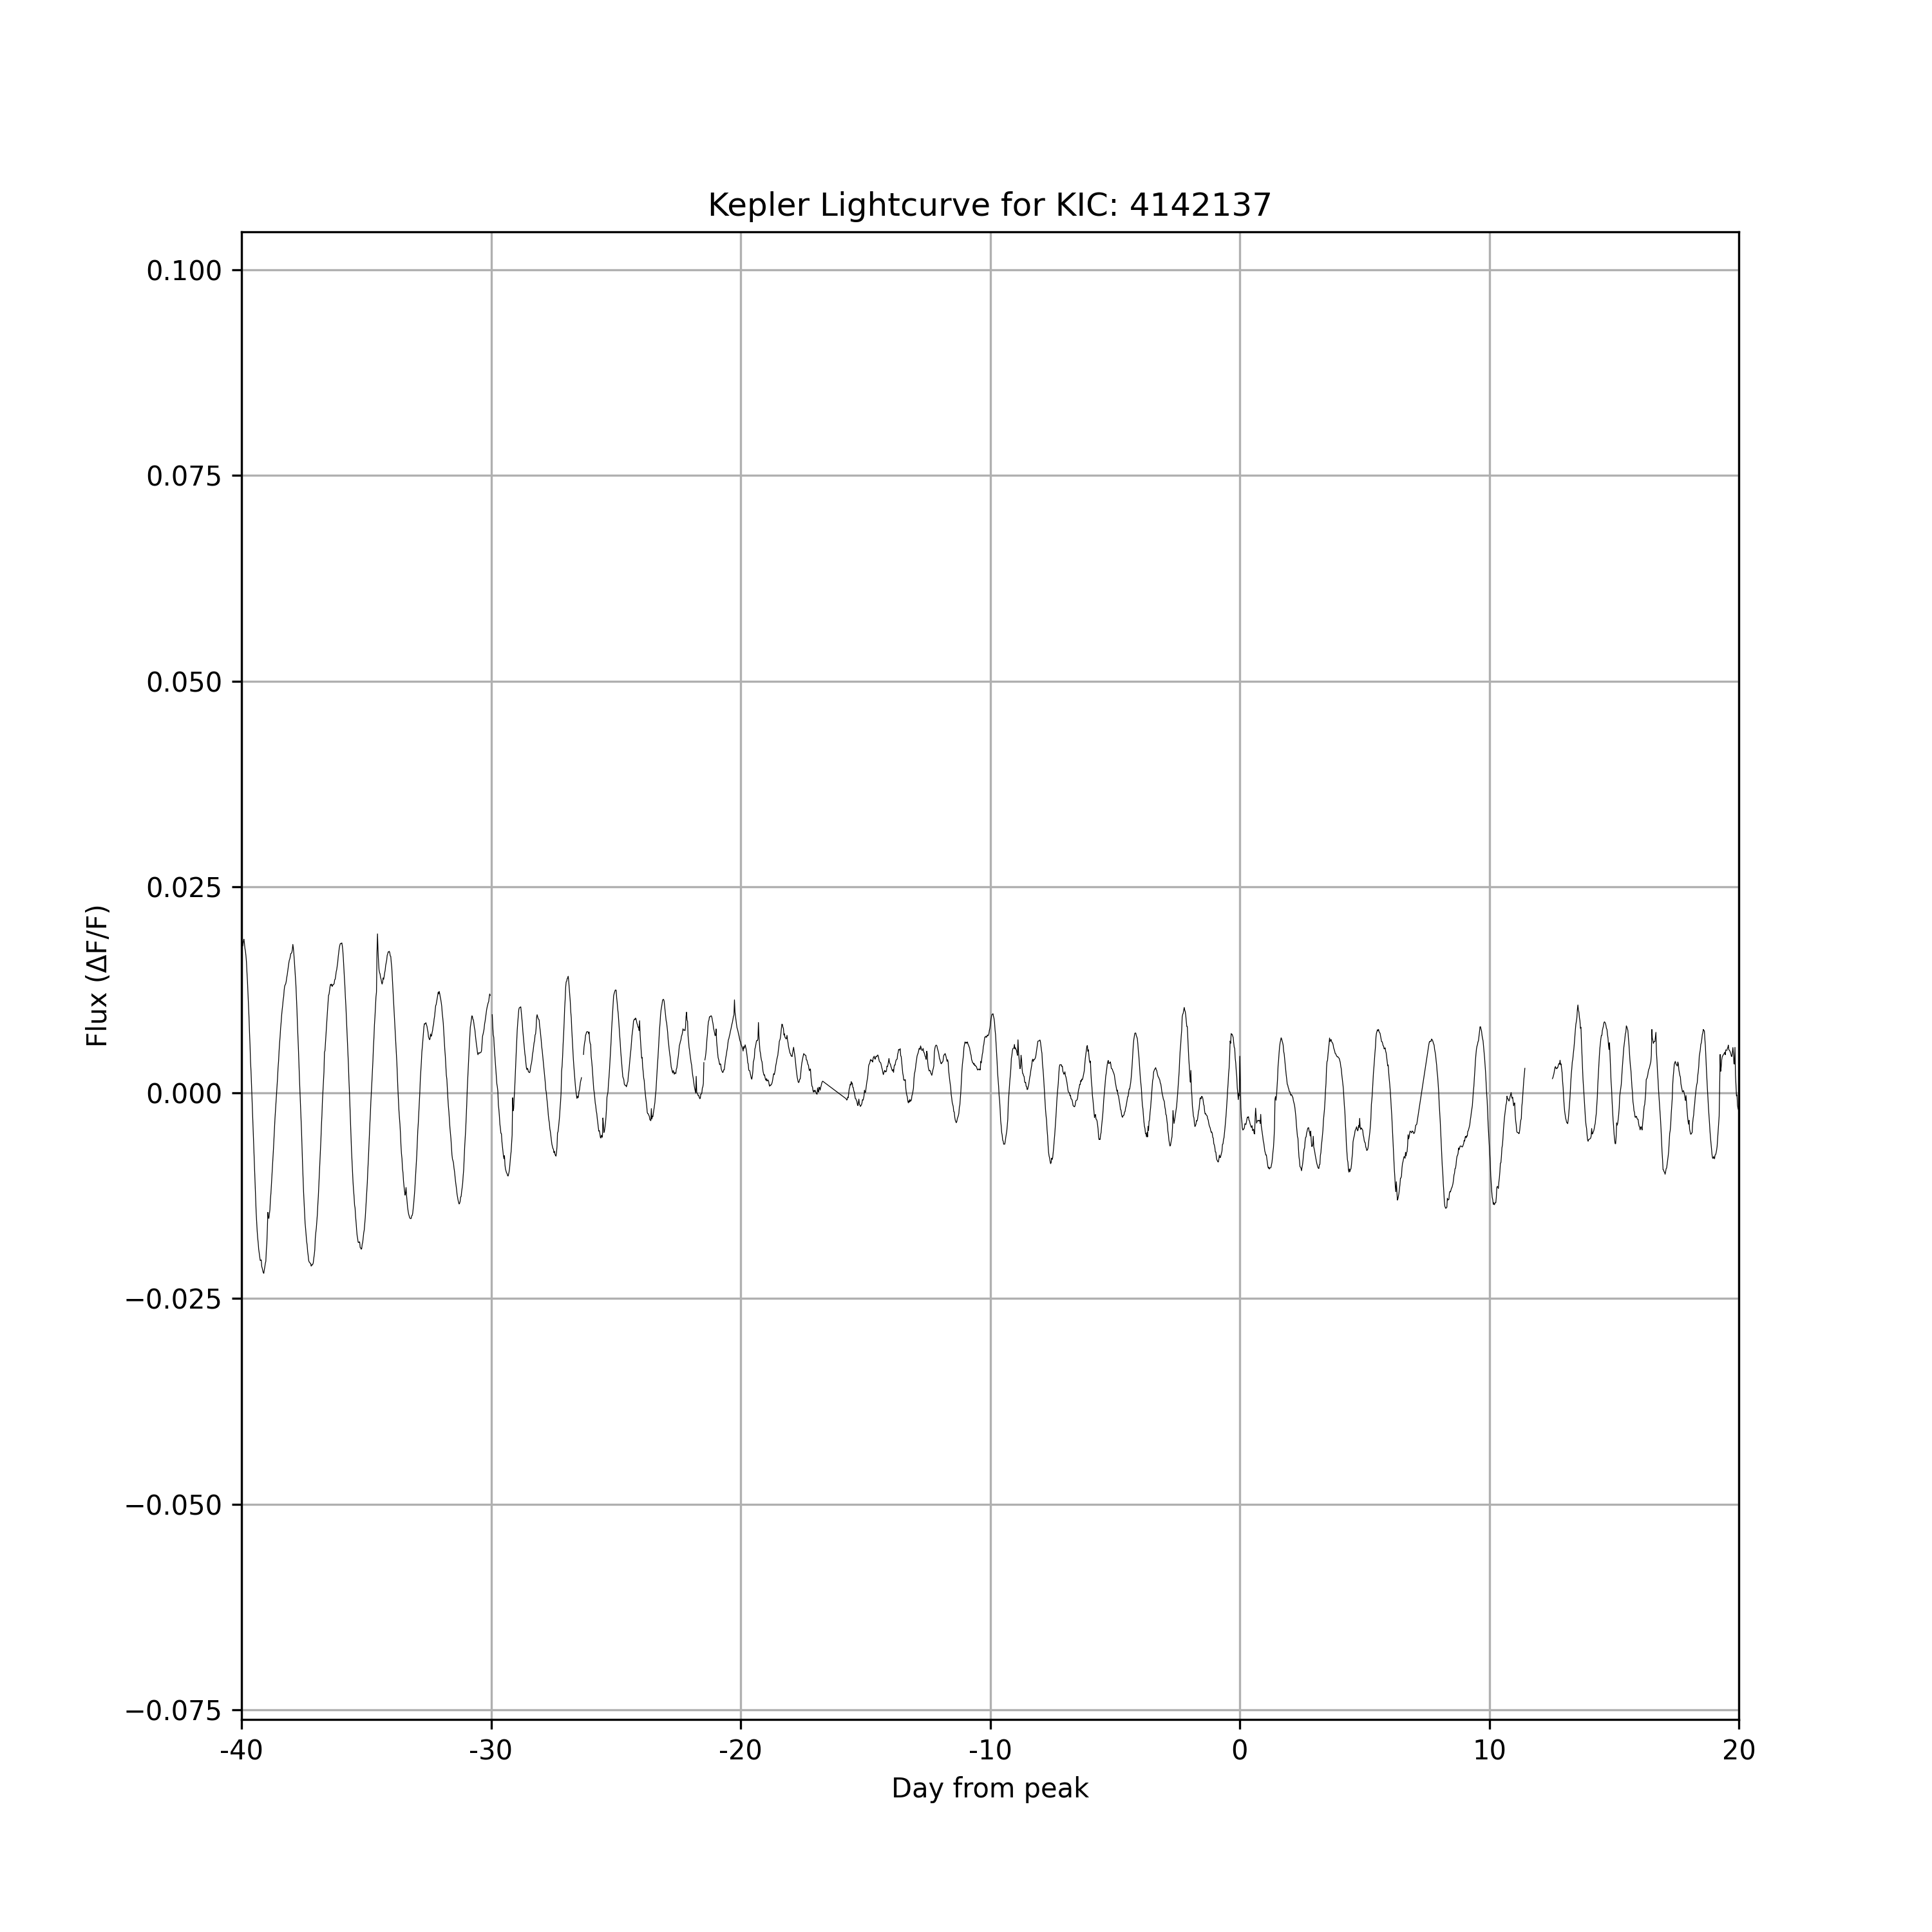 Kepler Lightcurve for KIC: 4142137
0.100
0.075
0.050
0.025
0.000
−0.025
−0.050
−0.075
Flux (ΔF/F)
-40 -30 -20 -10 0 10 20
Day from peak